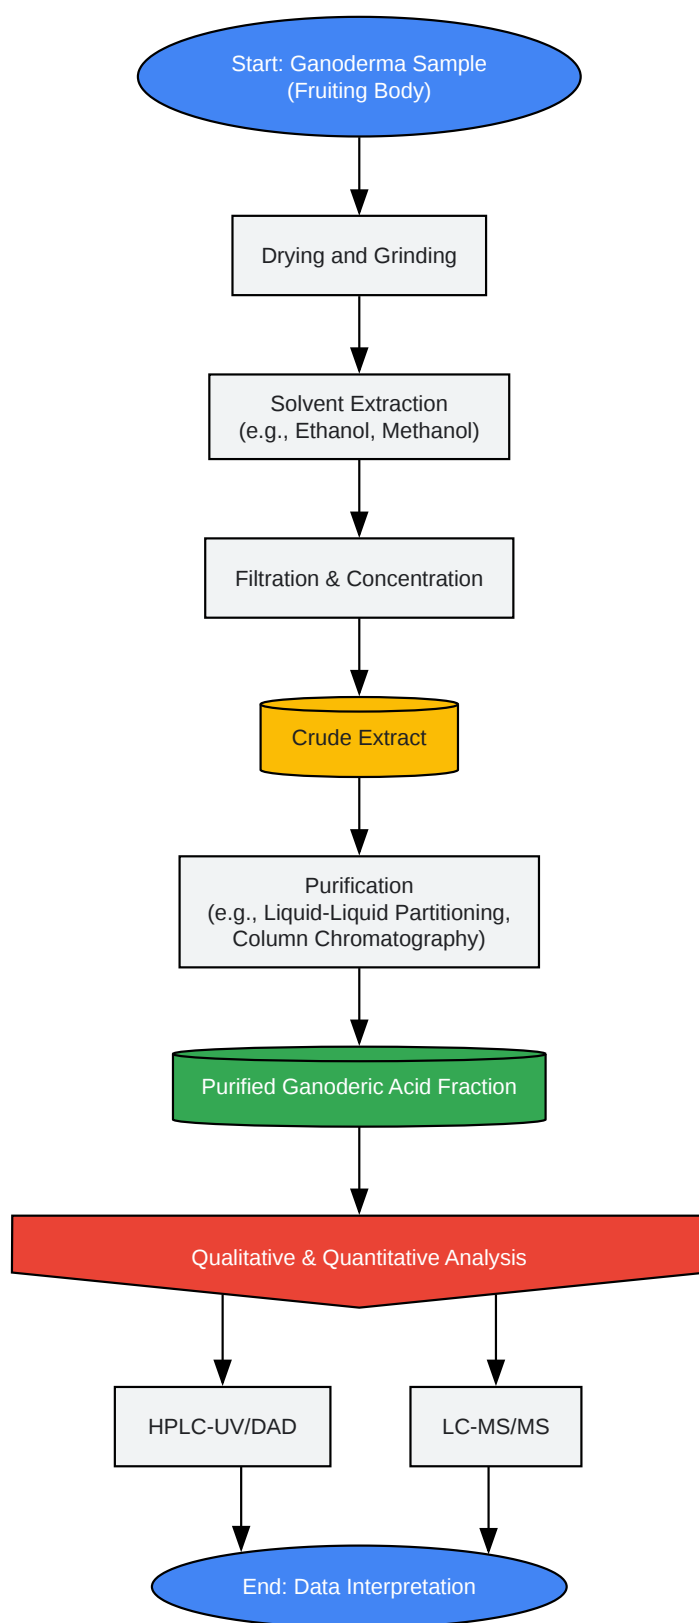 Start: Ganoderma Sample
(Fruiting Body)
Drying and Grinding
Solvent Extraction
(e.g., Ethanol, Methanol)
Filtration & Concentration
Crude Extract
Purification
(e.g., Liquid-Liquid Partitioning,
Column Chromatography)
Purified Ganoderic Acid Fraction
Qualitative & Quantitative Analysis
HPLC-UV/DAD
LC-MS/MS
End: Data Interpretation